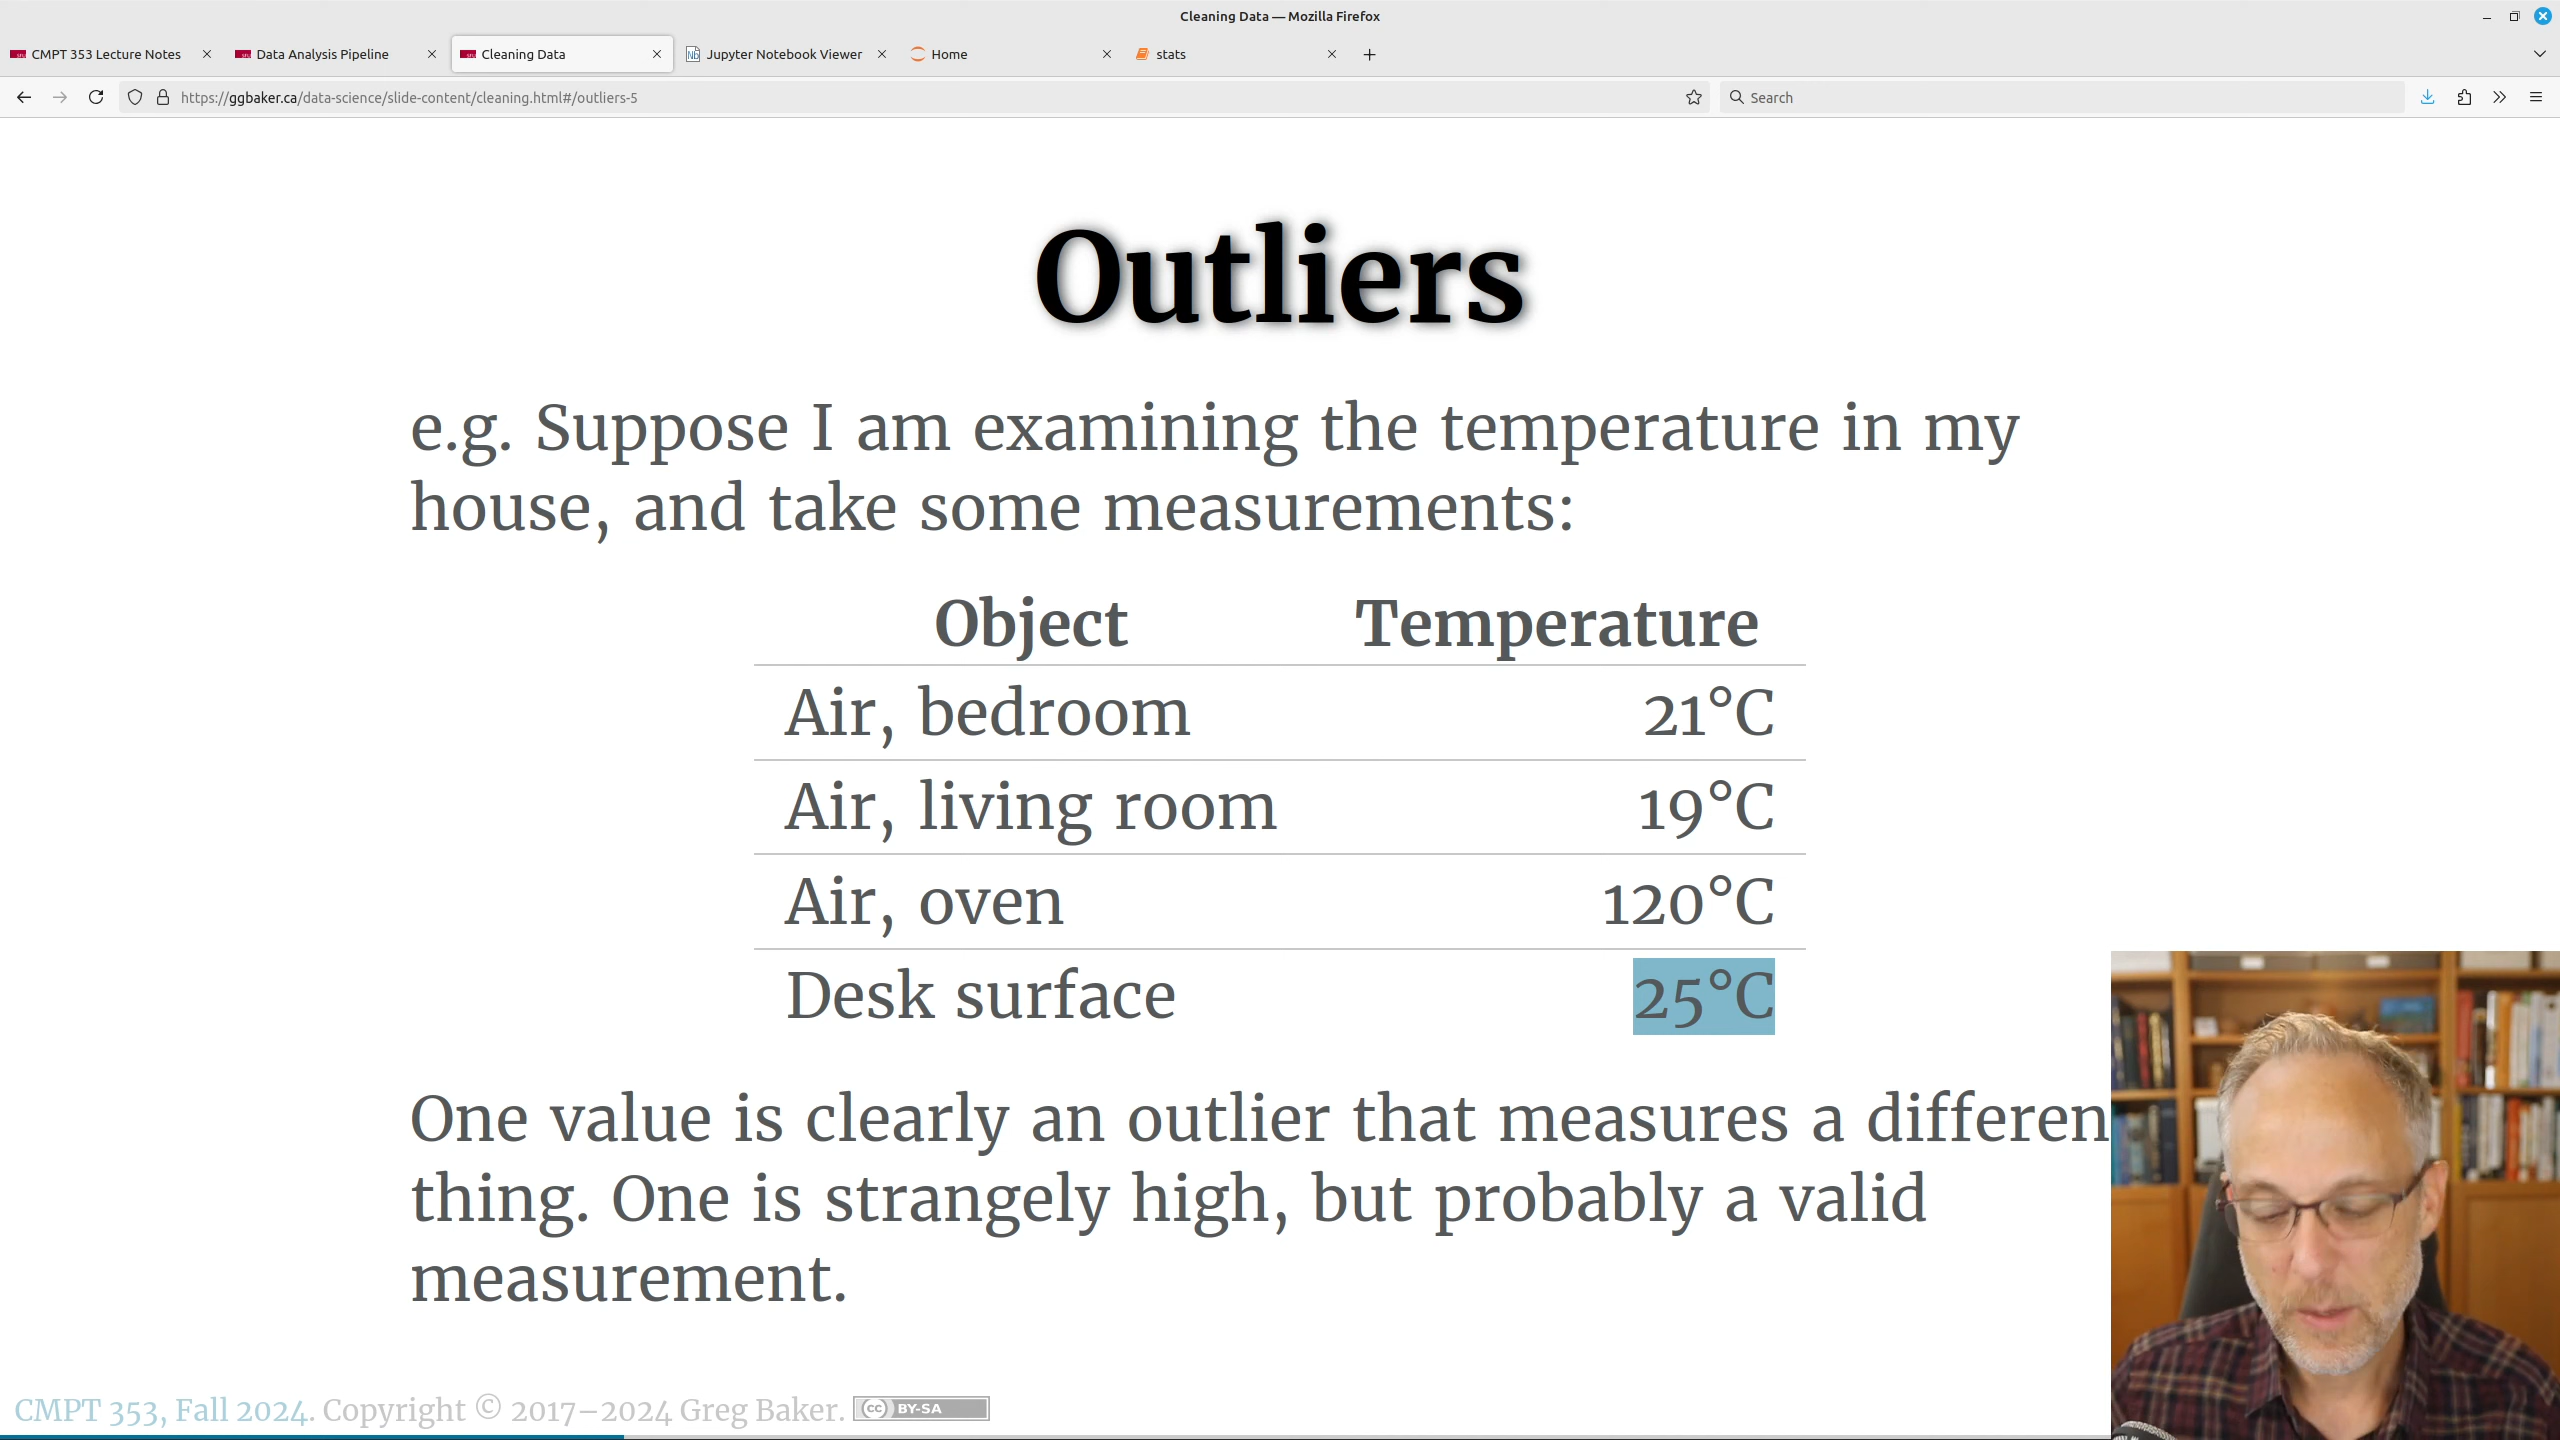 Cleaning Data — Mozilla Firefox
CMPT 353 Lecture Notes
Data Analysis Pipeline
Cleaning Data
Jupyter Notebook Viewer
Home
stats
https://ggbaker.ca/data-science/slide-content/cleaning.html#/outliers-5
Search
Outliers
e.g. Suppose I am examining the temperature in my
house, and take some measurements:
Object Temperature
Air, bedroom 21°C
Air, living room 19°C
Air, oven 120°C
Desk surface 25°C
One value is clearly an outlier that measures a differen
thing. One is strangely high, but probably a valid
measurement.
CMPT 353, Fall 2024. Copyright © 2017–2024 Greg Baker. cc BY-SA